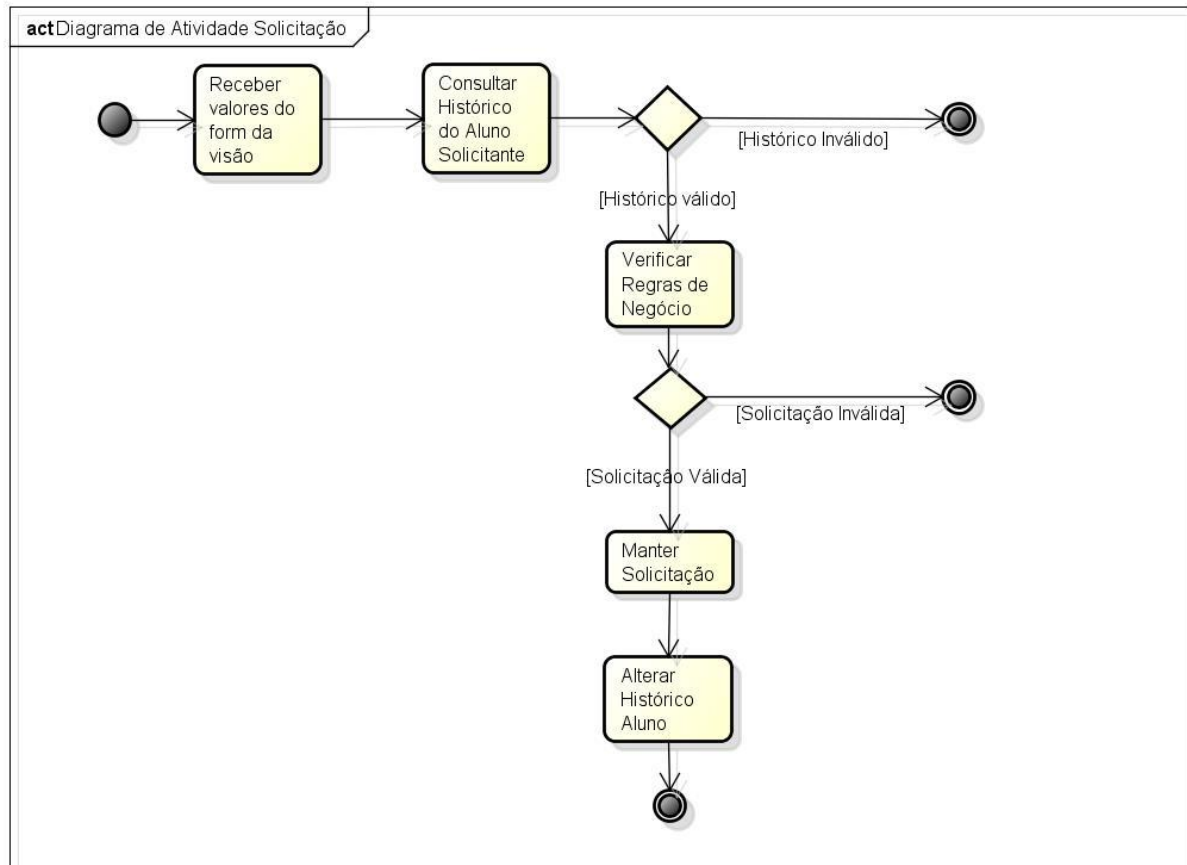 act Diagrama de Atividade Solicitação
Receber
valores do
form da
visão
Consultar
Histórico
do Aluno
Solicitante
[Histórico Inválido]
[Histórico válido]
Verificar
Regras de
Negócio
[Solicitação Inválida]
[Solicitação Válida]
Manter
Solicitação
Alterar
Histórico
Aluno